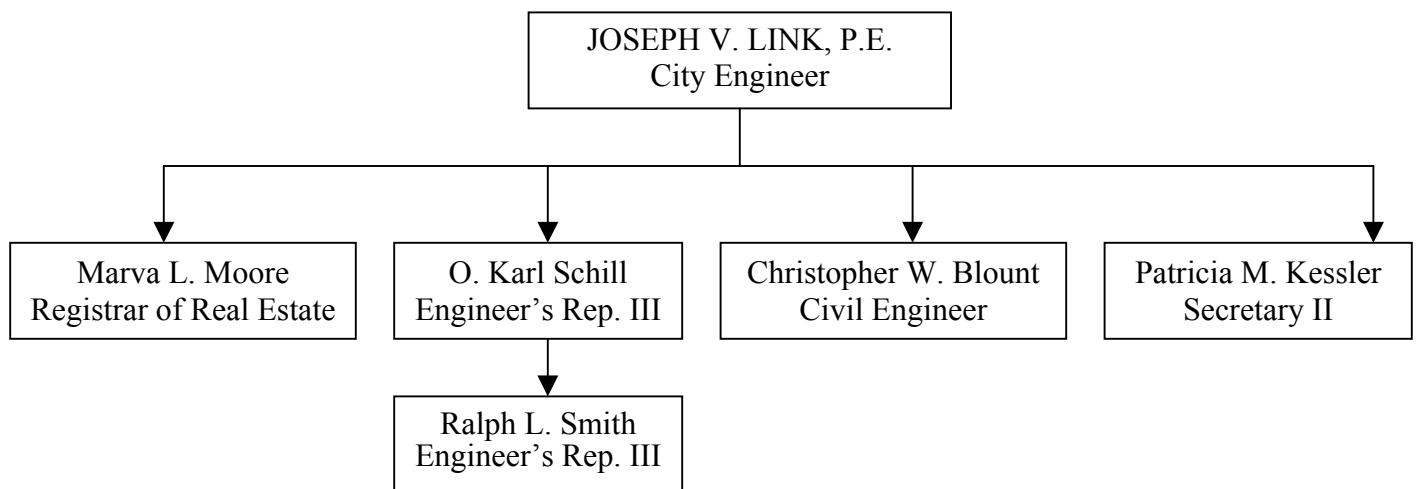 JOSEPH V. LINK, P.E.
City Engineer
Marva L. Moore
Registrar of Real Estate
O. Karl Schill
Engineer’s Rep. III
Christopher W. Blount
Civil Engineer
Patricia M. Kessler
Secretary II
Ralph L. Smith
Engineer’s Rep. III